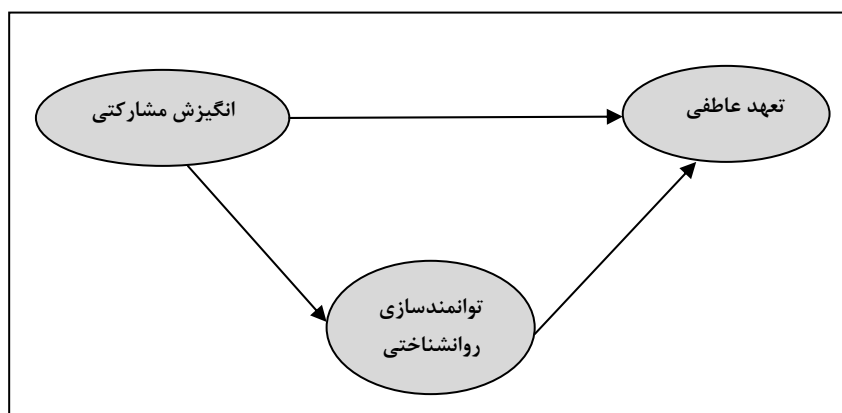 انگیزش مشارکتی
تعهد عاطفی
توانمندسازی
روانشناختی